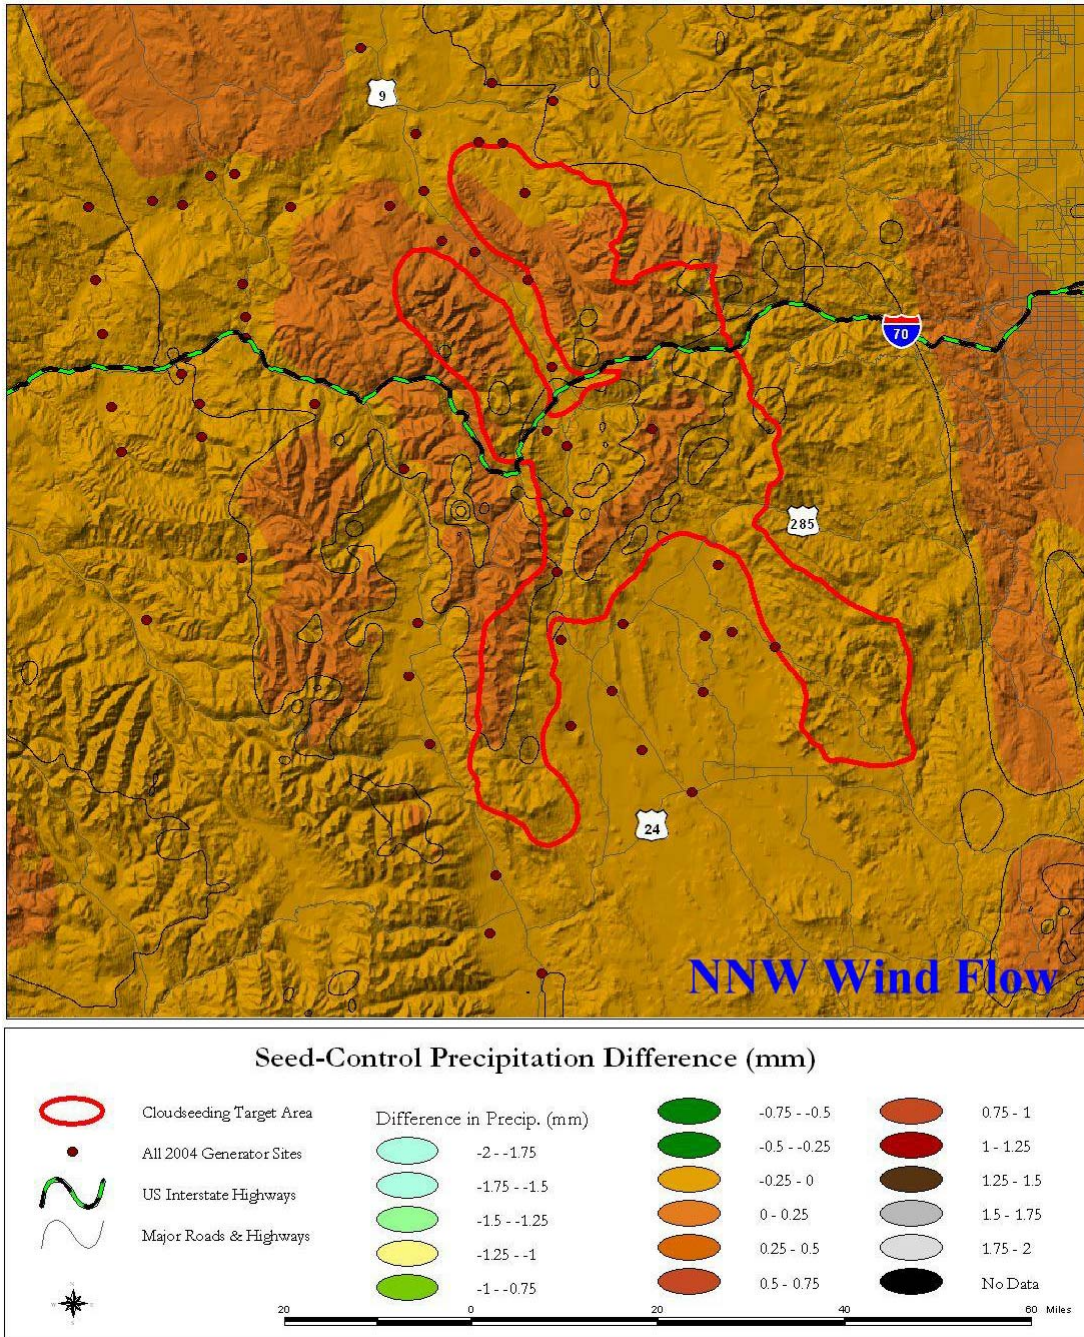 9
70
285
24
NNW Wind Flow
Seed-Control Precipitation Difference (mm)
Cloudseeding Target Area
All 2004 Generator Sites
US Interstate Highways
Major Roads & Highways
Difference in Precip. (mm)
-2 - -1.75
-1.75 - -1.5
-1.5 - -1.25
-1.25 - -1
-1 - -0.75
-0.75 - -0.5
-0.5 - -0.25
-0.25 - 0
0 - 0.25
0.25 - 0.5
0.5 - 0.75
0.75 - 1
1 - 1.25
1.25 - 1.5
1.5 - 1.75
1.75 - 2
No Data
20 0 20 40 60 Miles